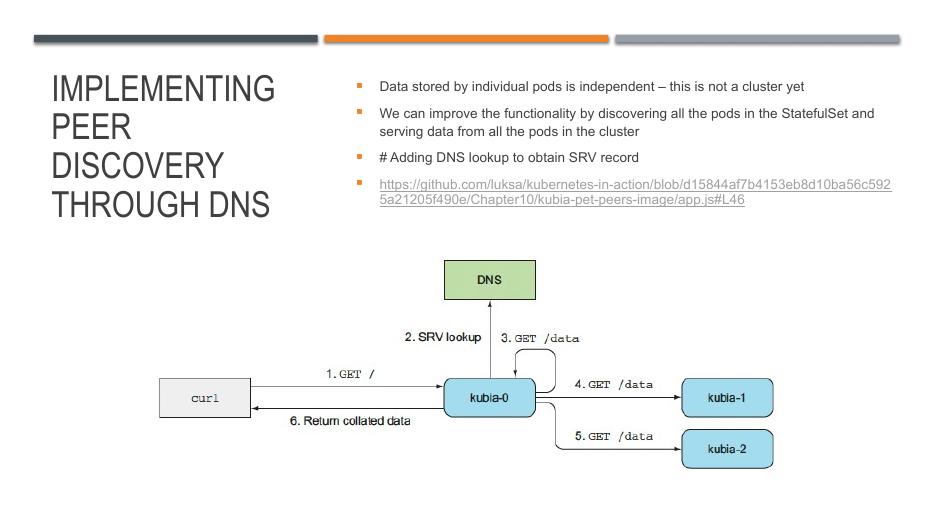 IMPLEMENTING
PEER
DISCOVERY
THROUGH DNS
Data stored by individual pods is independent – this is not a cluster yet
We can improve the functionality by discovering all the pods in the StatefulSet and
serving data from all the pods in the cluster
# Adding DNS lookup to obtain SRV record
https://github.com/luksa/kubernetes-in-action/blob/d15844af7b4153eb8d10ba56c592
5a21205f490e/Chapter10/kubia-pet-peers-image/app.js#L46
DNS
2. SRV lookup
3. GET /data
1. GET /
4. GET /data
curl
kubia-0
kubia-1
6. Return collated data
5. GET /data
kubia-2